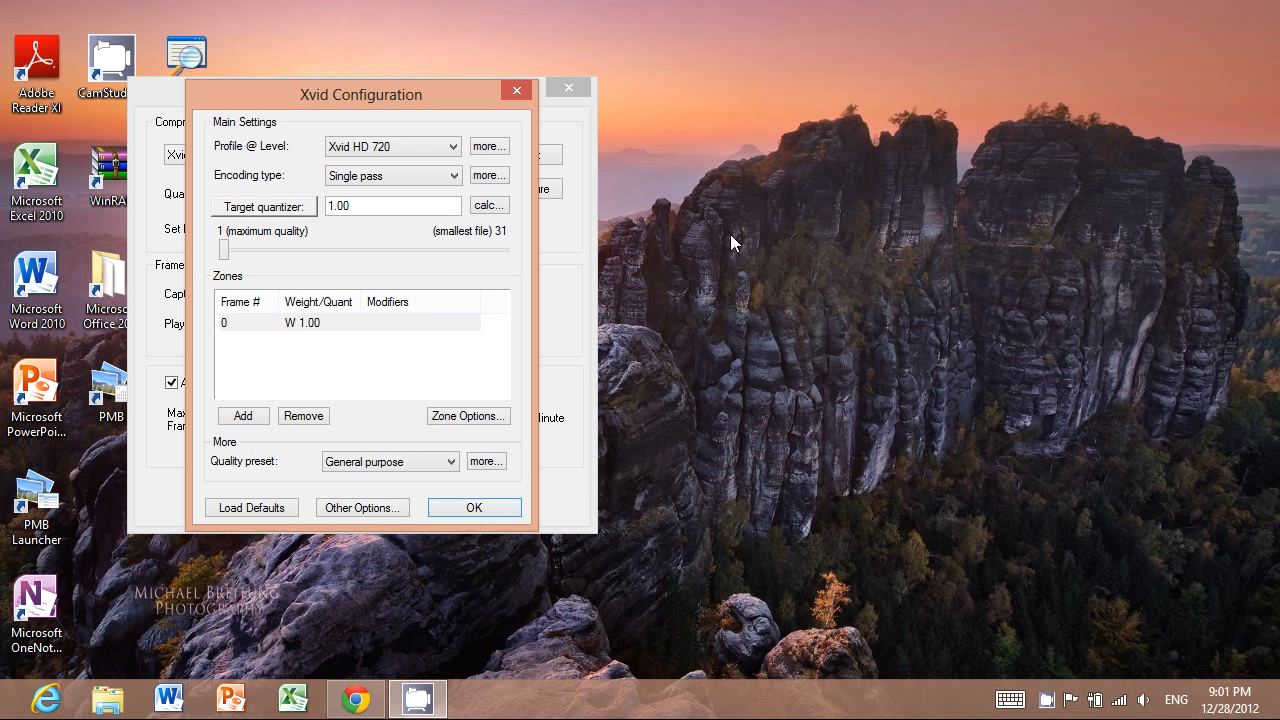 Adobe
Reader XI
CamStud
Microsoft
Excel 2010
WinRA
Microsoft
Word 2010
Microso
Office 20
Microsoft
PowerPoi...
PMB
PMB
Launcher
Microsoft
OneNot...
Compr
Xvi
Qua
Set
Frame
Capt
Play
Max
Fram
ure
linute
Xvid Configuration
Main Settings
Profile @ Level:
Xvid HD 720
more...
Encoding type:
Single pass
more...
Target quantizer:
1.00
calc...
1 (maximum quality)
(smallest file) 31
Zones
Frame # Weight/Quant Modifiers
0 W 1.00
Add
Remove
Zone Options...
More
Quality preset:
General purpose
more...
Load Defaults
Other Options...
OK
Michael Breitung
Photography
ENG
9:01 PM
12/28/2012